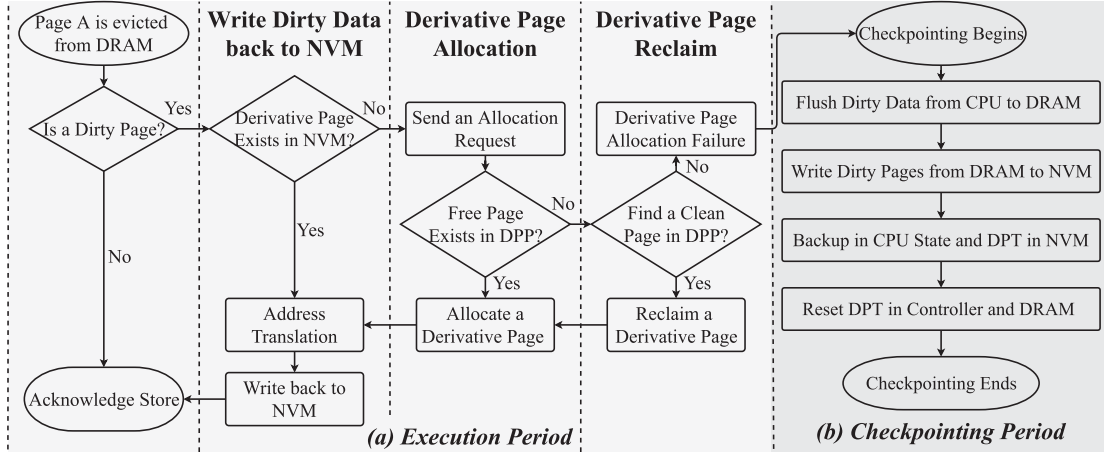 Page A is evicted
from DRAM
Is a Dirty Page?
Yes
No
Acknowledge Store
Write Dirty Data
back to NVM
Derivative Page
Exists in NVM?
No
Yes
Address
Translation
Write back to
NVM
Derivative Page
Allocation
Send an Allocation
Request
Free Page
Exists in DPP?
No
Yes
Allocate a
Derivative Page
Derivative Page
Reclaim
Derivative Page
Allocation Failure
No
Find a Clean
Page in DPP?
Yes
Reclaim a
Derivative Page
(a) Execution Period
Checkpointing Begins
Flush Dirty Data from CPU to DRAM
Write Dirty Pages from DRAM to NVM
Backup in CPU State and DPT in NVM
Reset DPT in Controller and DRAM
Checkpointing Ends
(b) Checkpointing Period